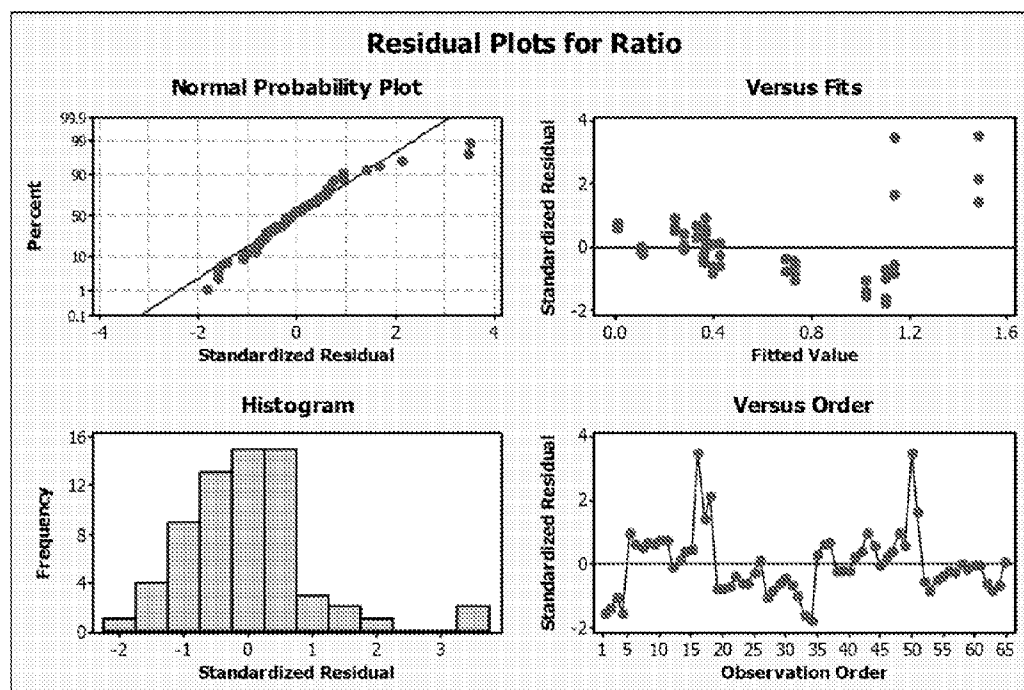 Residual Plots for Ratio
Normal Probability Plot
99.9
99
90
50
10
1
0.1
Percent
-4 -2 0 2 4
Standardized Residual
Versus Fits
4
2
0
-2
Standardized Residual
0.0 0.4 0.8 1.2 1.6
Fitted Value
Histogram
16
12
8
4
0
Frequency
-2 -1 0 1 2 3
Standardized Residual
Versus Order
4
2
0
-2
Standardized Residual
1 5 10 15 20 25 30 35 40 45 50 55 60 65
Observation Order